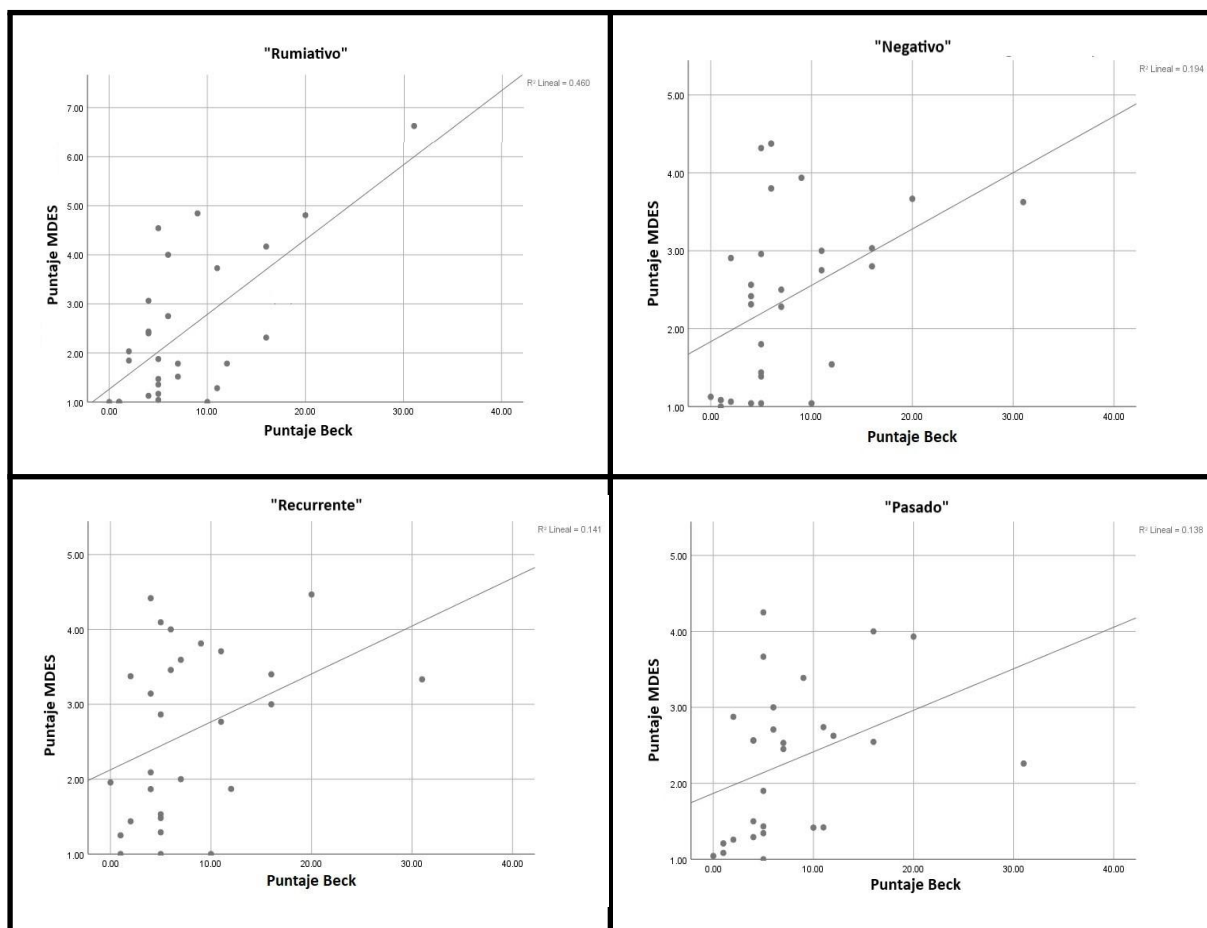 "Rumiativo"
R² Lineal = 0.460
7.00
6.00
5.00
4.00
3.00
2.00
1.00
Puntaje MDES
.00
10.00
20.00
30.00
40.00
Puntaje Beck
"Negativo"
R² Lineal = 0.194
5.00
4.00
3.00
2.00
1.00
Puntaje MDES
.00
10.00
20.00
30.00
40.00
Puntaje Beck
"Recurrente"
R² Lineal = 0.141
5.00
4.00
3.00
2.00
1.00
Puntaje MDES
0.00
10.00
20.00
30.00
40.00
Puntaje Beck
"Pasado"
R² Lineal = 0.138
5.00
4.00
3.00
2.00
1.00
Puntaje MDES
0.00
10.00
20.00
30.00
40.00
Puntaje Beck